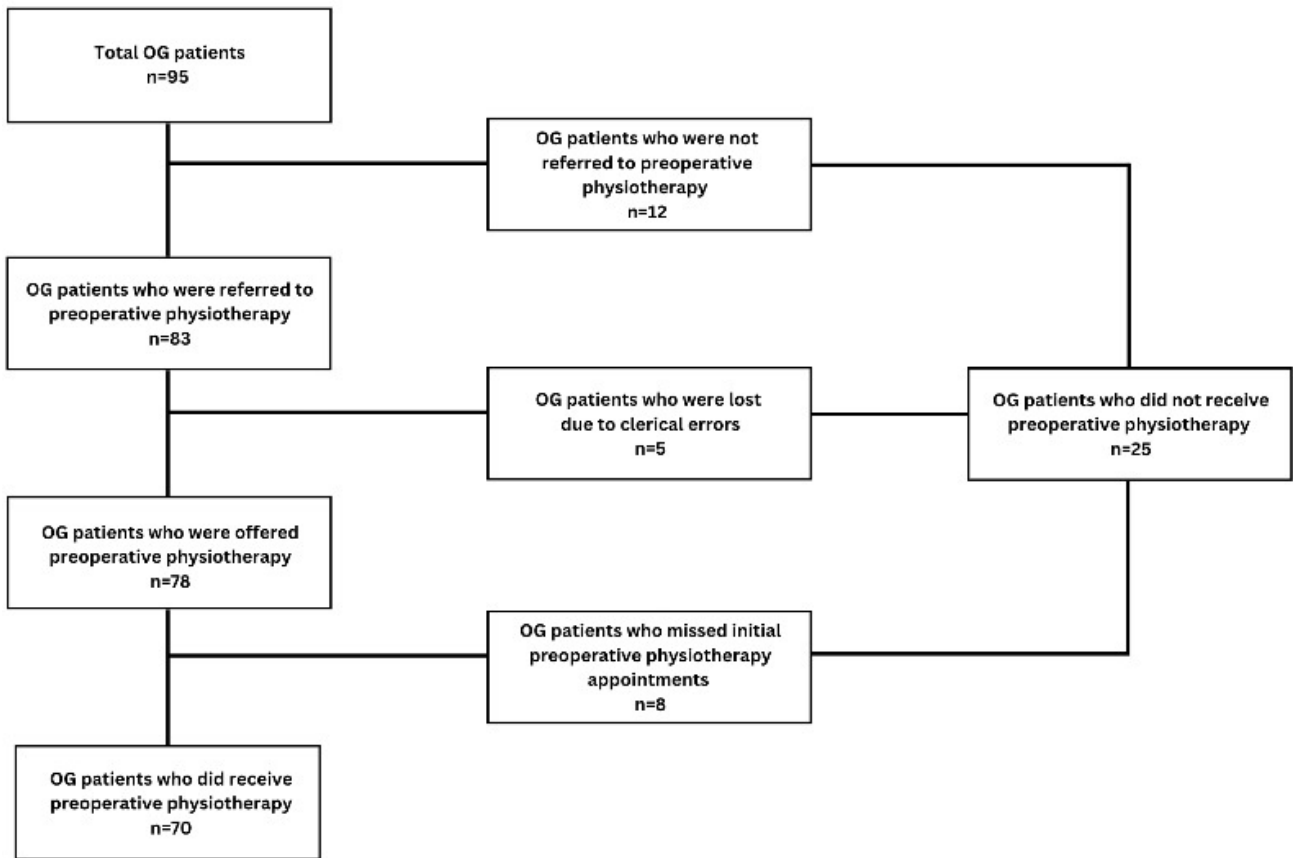 Total OG patients
n=95
OG patients who were not
referred to preoperative
physiotherapy
n=12
OG patients who were referred to
preoperative physiotherapy
n=83
OG patients who were lost
due to clerical errors
n=5
OG patients who did not receive
preoperative physiotherapy
n=25
OG patients who were offered
preoperative physiotherapy
n=78
OG patients who missed initial
preoperative physiotherapy
appointments
n=8
OG patients who did receive
preoperative physiotherapy
n=70